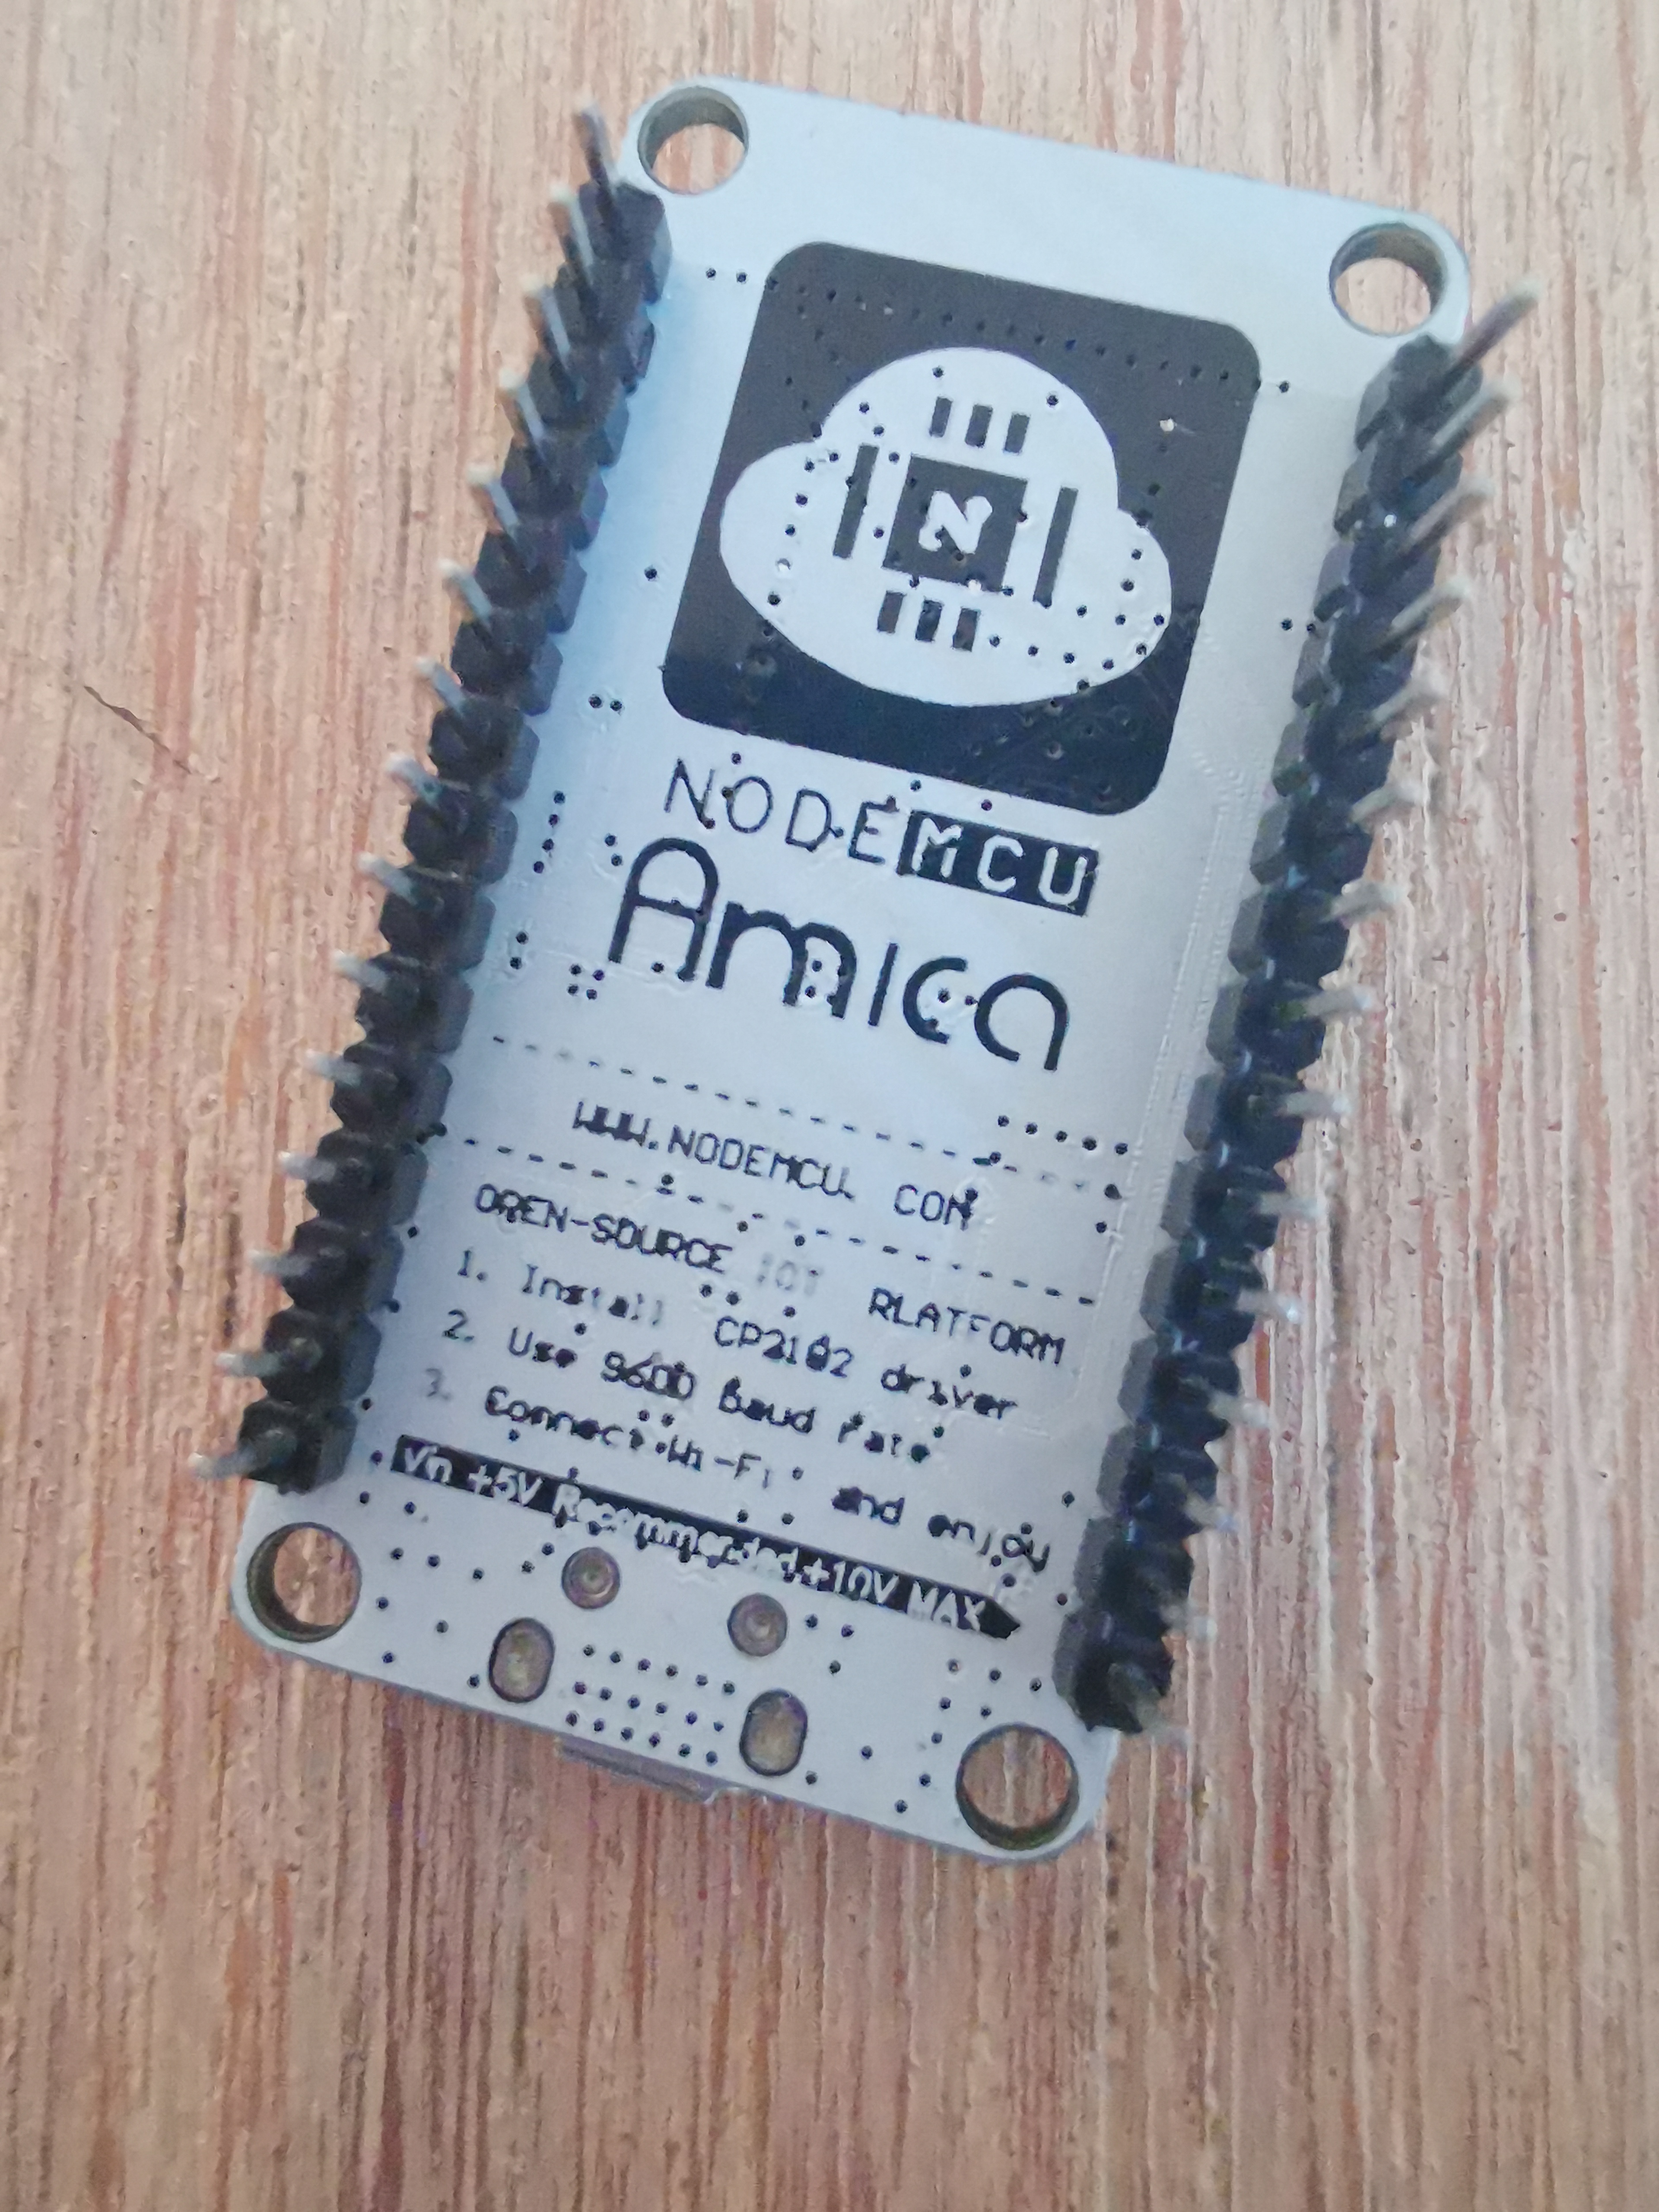 N
NODEMCU
Amica
WWW.NODEMCU. COM
OPEN-SOURCE IOT PLATFORM
1. Install CP2102 driver
2. Use 9600 Baud Rate
3. Connect Wi-Fi and enjoy
Vin +5V Recommended +10V MAX